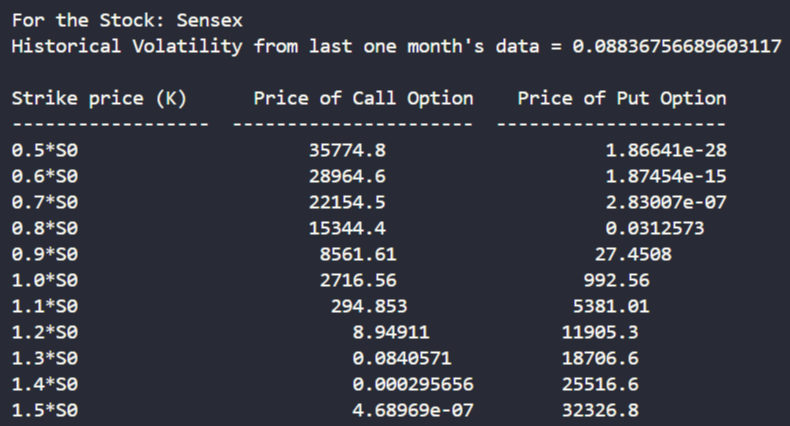 For the Stock: Sensex
Historical Volatility from last one month's data = 0.08836756689603117
Strike price (K) Price of Call Option Price of Put Option
------------------ ---------------------- ---------------------
0.5*S0 35774.8 1.86641e-28
0.6*S0 28964.6 1.87454e-15
0.7*S0 22154.5 2.83007e-07
0.8*S0 15344.4 0.0312573
0.9*S0 8561.61 27.4508
1.0*S0 2716.56 992.56
1.1*S0 294.853 5381.01
1.2*S0 8.94911 11905.3
1.3*S0 0.0840571 18706.6
1.4*S0 0.000295656 25516.6
1.5*S0 4.68969e-07 32326.8